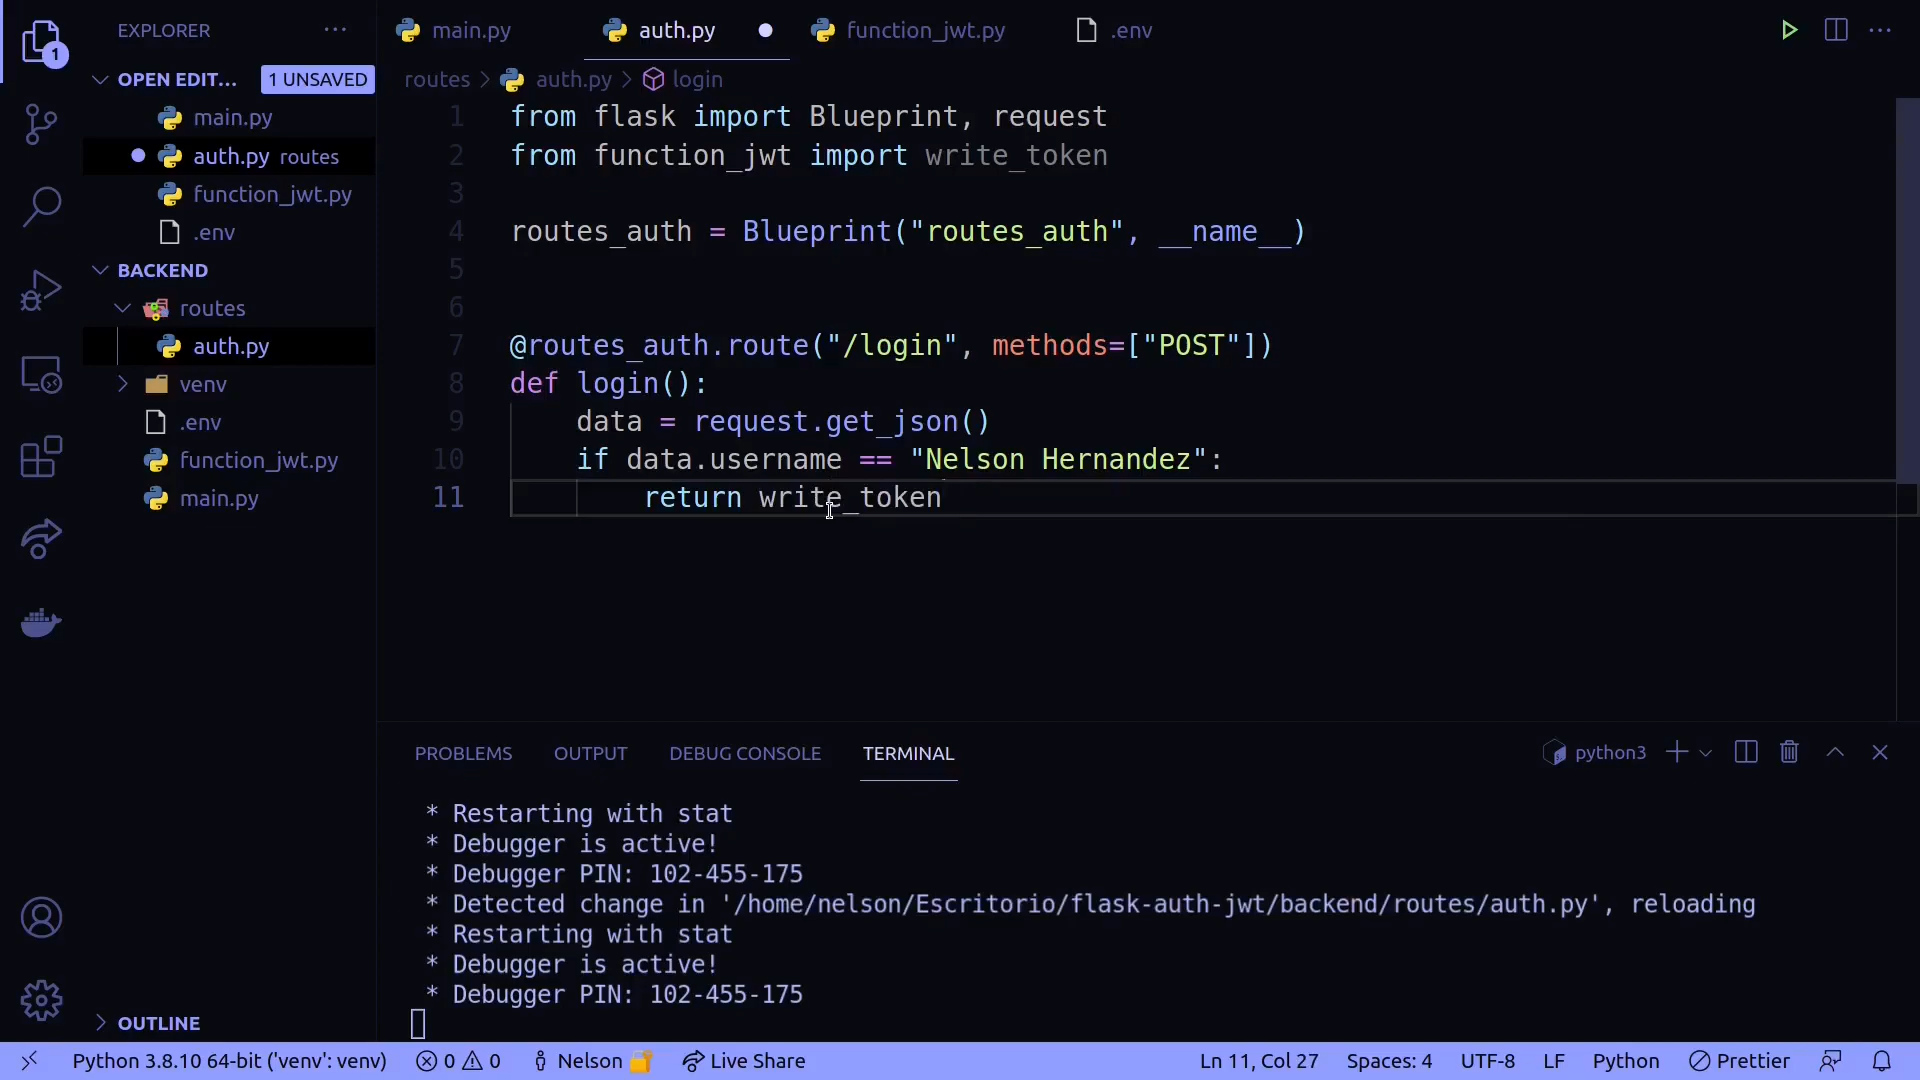 EXPLORER
OPEN EDIT... 1 UNSAVED
main.py
auth.py routes
function_jwt.py
.env
BACKEND
routes
auth.py
venv
.env
function_jwt.py
main.py
OUTLINE
1
main.py auth.py function_jwt.py .env
routes > auth.py > login
1 from flask import Blueprint, request
2 from function_jwt import write_token
3
4 routes_auth = Blueprint("routes_auth", __name__)
5
6
7 @routes_auth.route("/login", methods=["POST"])
8 def login():
9 data = request.get_json()
10 if data.username == "Nelson Hernandez":
11 return write_token
PROBLEMS OUTPUT DEBUG CONSOLE TERMINAL python3
* Restarting with stat
* Debugger is active!
* Debugger PIN: 102-455-175
* Detected change in '/home/nelson/Escritorio/flask-auth-jwt/backend/routes/auth.py', reloading
* Restarting with stat
* Debugger is active!
* Debugger PIN: 102-455-175
Python 3.8.10 64-bit ('venv': venv) 0 0 Nelson Live Share Ln 11, Col 27 Spaces: 4 UTF-8 LF Python Prettier